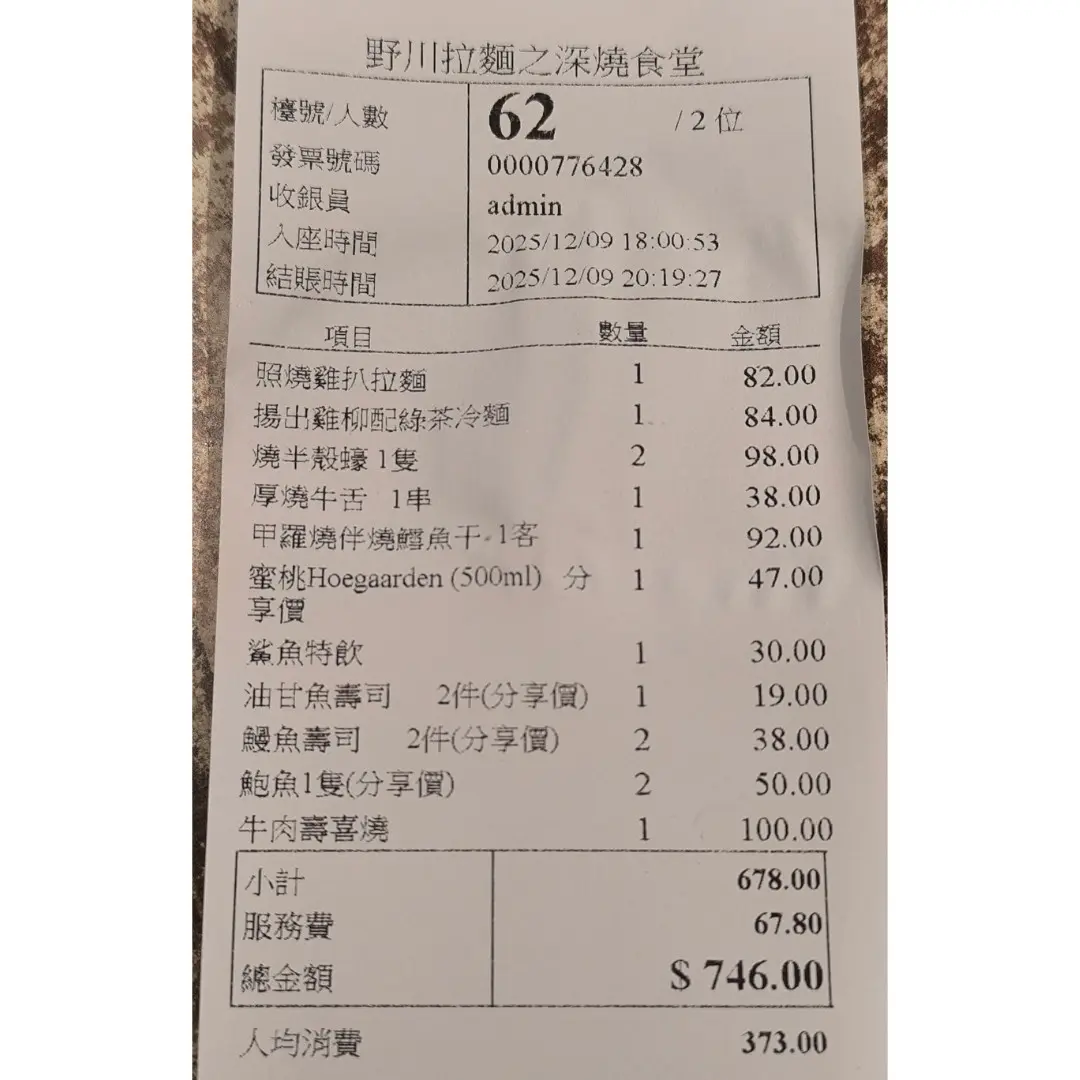 野川拉麵之深燒食堂
檯號/人數 62 /2 位
發票號碼 0000776428
收銀員 admin
入座時間 2025/12/09 18:00:53
結賬時間 2025/12/09 20:19:27
項目 數量 金額
照燒雞扒拉麵 1 82.00
揚出雞柳配綠茶冷麵 1 84.00
燒半殼蠔 1隻 2 98.00
厚燒牛舌 1串 1 38.00
甲羅燒伴燒鱈魚干 1客 1 92.00
蜜桃Hoegaarden (500ml) 分 1 47.00
享價
鯊魚特飲 1 30.00
油甘魚壽司 2件(分享價) 1 19.00
鰻魚壽司 2件(分享價) 2 38.00
鮑魚1隻(分享價) 2 50.00
牛肉壽喜燒 1 100.00
小計 678.00
服務費 67.80
總金額 $ 746.00
人均消費 373.00